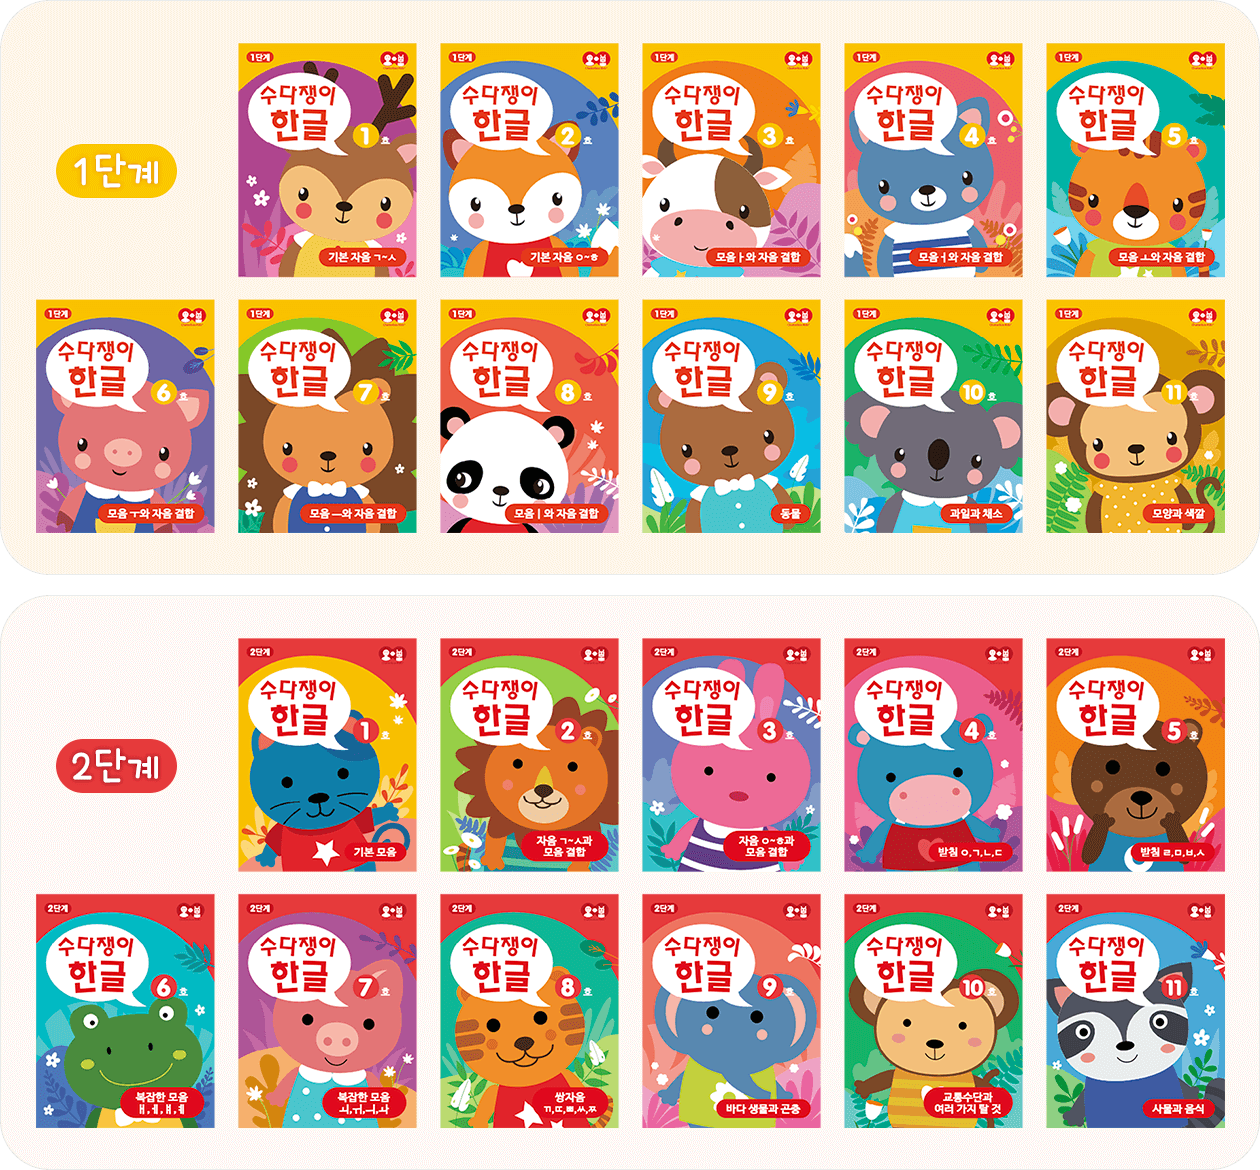 1단계
1단계
수다쟁이
한글 1호
기본 자음 ㄱ~ㅅ
1단계
수다쟁이
한글 2호
기본 자음 ㅇ~ㅎ
1단계
수다쟁이
한글 3호
모음 ㅏ와 자음 결합
1단계
수다쟁이
한글 4호
모음 ㅓ와 자음 결합
1단계
수다쟁이
한글 5호
모음 ㅗ와 자음 결합
1단계
수다쟁이
한글 6호
모음 ㅜ와 자음 결합
1단계
수다쟁이
한글 7호
모음 ㅡ와 자음 결합
1단계
수다쟁이
한글 8호
모음 ㅣ와 자음 결합
1단계
수다쟁이
한글 9호
동물
1단계
수다쟁이
한글 10호
과일과 채소
1단계
수다쟁이
한글 11호
모양과 색깔
2단계
2단계
수다쟁이
한글 1호
기본 모음
2단계
수다쟁이
한글 2호
자음 ㄱ~ㅅ과
모음 결합
2단계
수다쟁이
한글 3호
자음 ㅇ~ㅎ과
모음 결합
2단계
수다쟁이
한글 4호
받침 ㅇ,ㄱ,ㄴ,ㄷ
2단계
수다쟁이
한글 5호
받침 ㄹ,ㅁ,ㅂ,ㅅ
2단계
수다쟁이
한글 6호
복잡한 모음
ㅐ,ㅔ,ㅒ,ㅖ
2단계
수다쟁이
한글 7호
복잡한 모음
ㅚ,ㅟ,ㅢ,ㅘ
2단계
수다쟁이
한글 8호
쌍자음
ㄲ,ㄸ,ㅃ,ㅆ,ㅉ
2단계
수다쟁이
한글 9호
바다 생물과 곤충
2단계
수다쟁이
한글 10호
교통수단과
여러 가지 탈 것
2단계
수다쟁이
한글 11호
사물과 음식